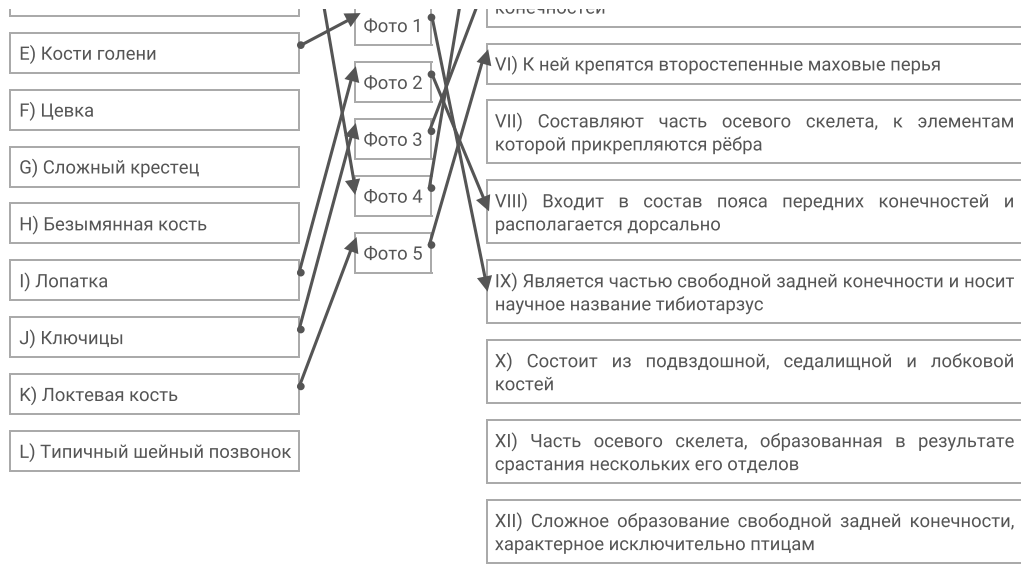 конечностей
E) Кости голени
F) Цевка
G) Сложный крестец
H) Безымянная кость
I) Лопатка
J) Ключицы
K) Локтевая кость
L) Типичный шейный позвонок
Фото 1
Фото 2
Фото 3
Фото 4
Фото 5
VI) К ней крепятся второстепенные маховые перья
VII) Составляют часть осевого скелета, к элементам
которой прикрепляются рёбра
VIII) Входит в состав пояса передних конечностей и
располагается дорсально
IX) Является частью свободной задней конечности и носит
научное название тибиотарзус
X) Состоит из подвздошной, седалищной и лобковой
костей
XI) Часть осевого скелета, образованная в результате
срастания нескольких его отделов
XII) Сложное образование свободной задней конечности,
характерное исключительно птицам